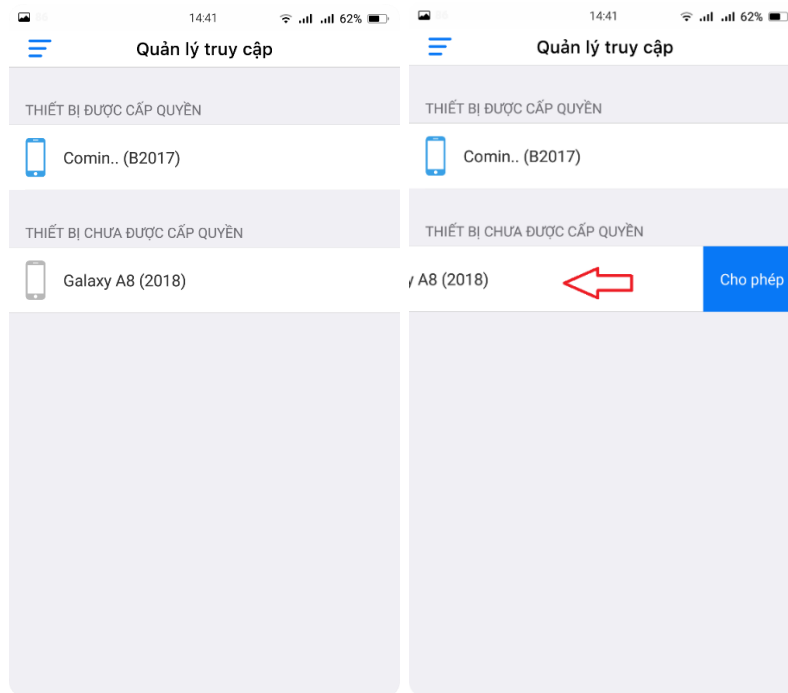 14:41
62%
Quản lý truy cập
THIẾT BỊ ĐƯỢC CẤP QUYỀN
Comin.. (B2017)
THIẾT BỊ CHƯA ĐƯỢC CẤP QUYỀN
Galaxy A8 (2018)
14:41
62%
Quản lý truy cập
THIẾT BỊ ĐƯỢC CẤP QUYỀN
Comin.. (B2017)
THIẾT BỊ CHƯA ĐƯỢC CẤP QUYỀN
y A8 (2018)
Cho phép